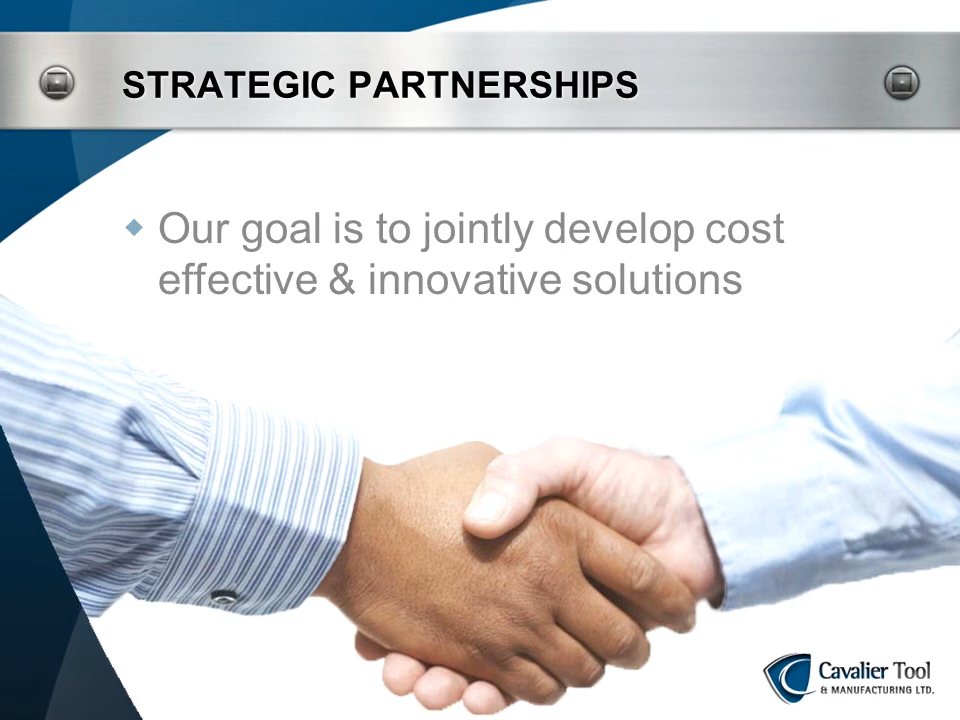 STRATEGIC PARTNERSHIPS
Our goal is to jointly develop cost
effective & innovative solutions
Cavalier Tool
& MANUFACTURING LTD.